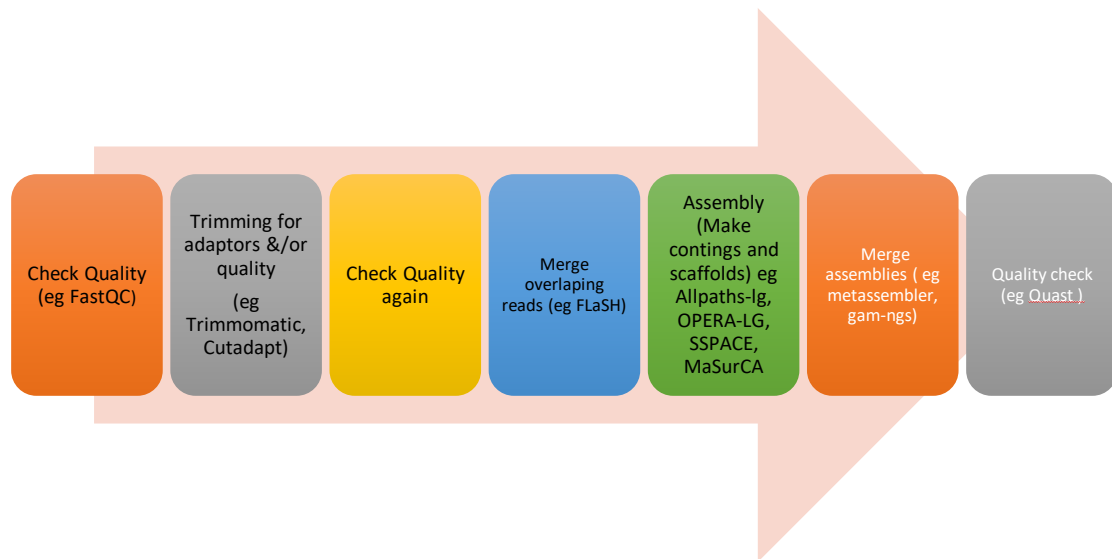 Check Quality
(eg FastQC)
Trimming for
adaptors &/or
quality
(eg
Trimmomatic,
Cutadapt)
Check Quality
again
Merge
overlaping
reads (eg FLaSH)
Assembly
(Make
contings and
scaffolds) eg
Allpaths-lg,
OPERA-LG,
SSPACE,
MaSurCA
Merge
assemblies ( eg
metassembler,
gam-ngs)
Quality check
(eg Quast )